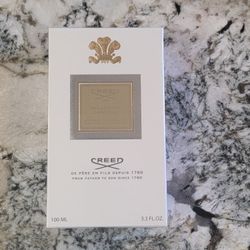 CREED
DE PÈRE EN FILS DEPUIS 1760
FROM FATHER TO SON SINCE 1760
100 ML 3.3 FL.OZ.